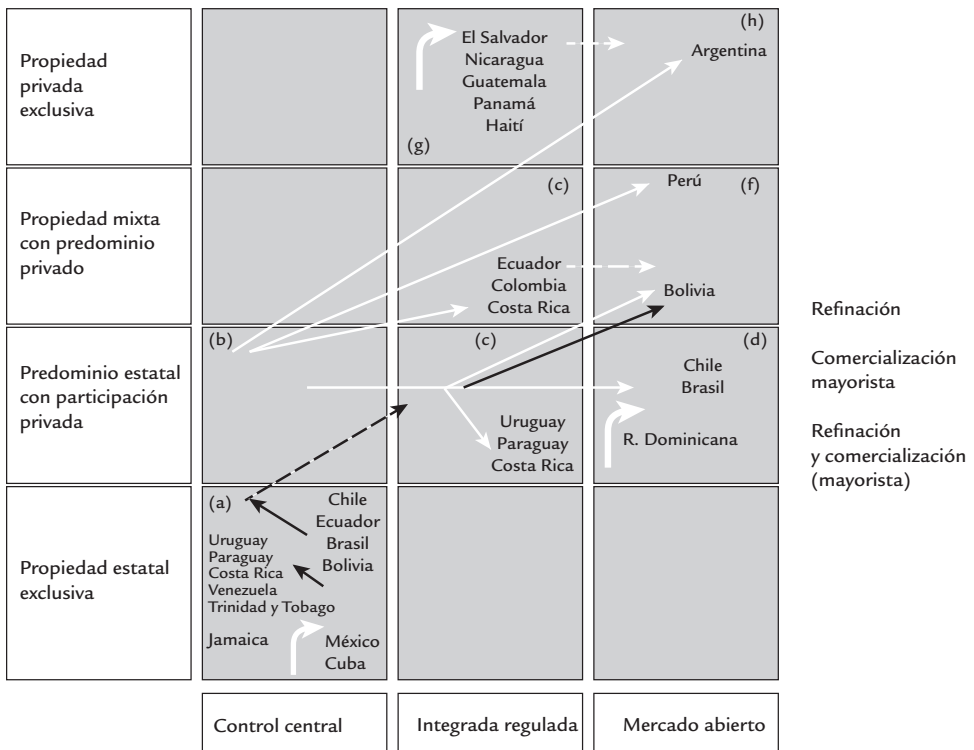 Propiedad
privada
exclusiva
(g)
El Salvador
Nicaragua
Guatemala
Panamá
Haití
(h)
Argentina
Propiedad mixta
con predominio
privado
(c)
Ecuador
Colombia
Costa Rica
Perú
(f)
Bolivia
Predominio estatal
con participación
privada
(b)
(c)
Uruguay
Paraguay
Costa Rica
(d)
Chile
Brasil
R. Dominicana
Propiedad estatal
exclusiva
(a)
Chile
Ecuador
Brasil
Bolivia
Uruguay
Paraguay
Costa Rica
Venezuela
Trinidad y Tobago
Jamaica
México
Cuba
Control central
Integrada regulada
Mercado abierto
Refinación
Comercialización
mayorista
Refinación
y comercialización
(mayorista)